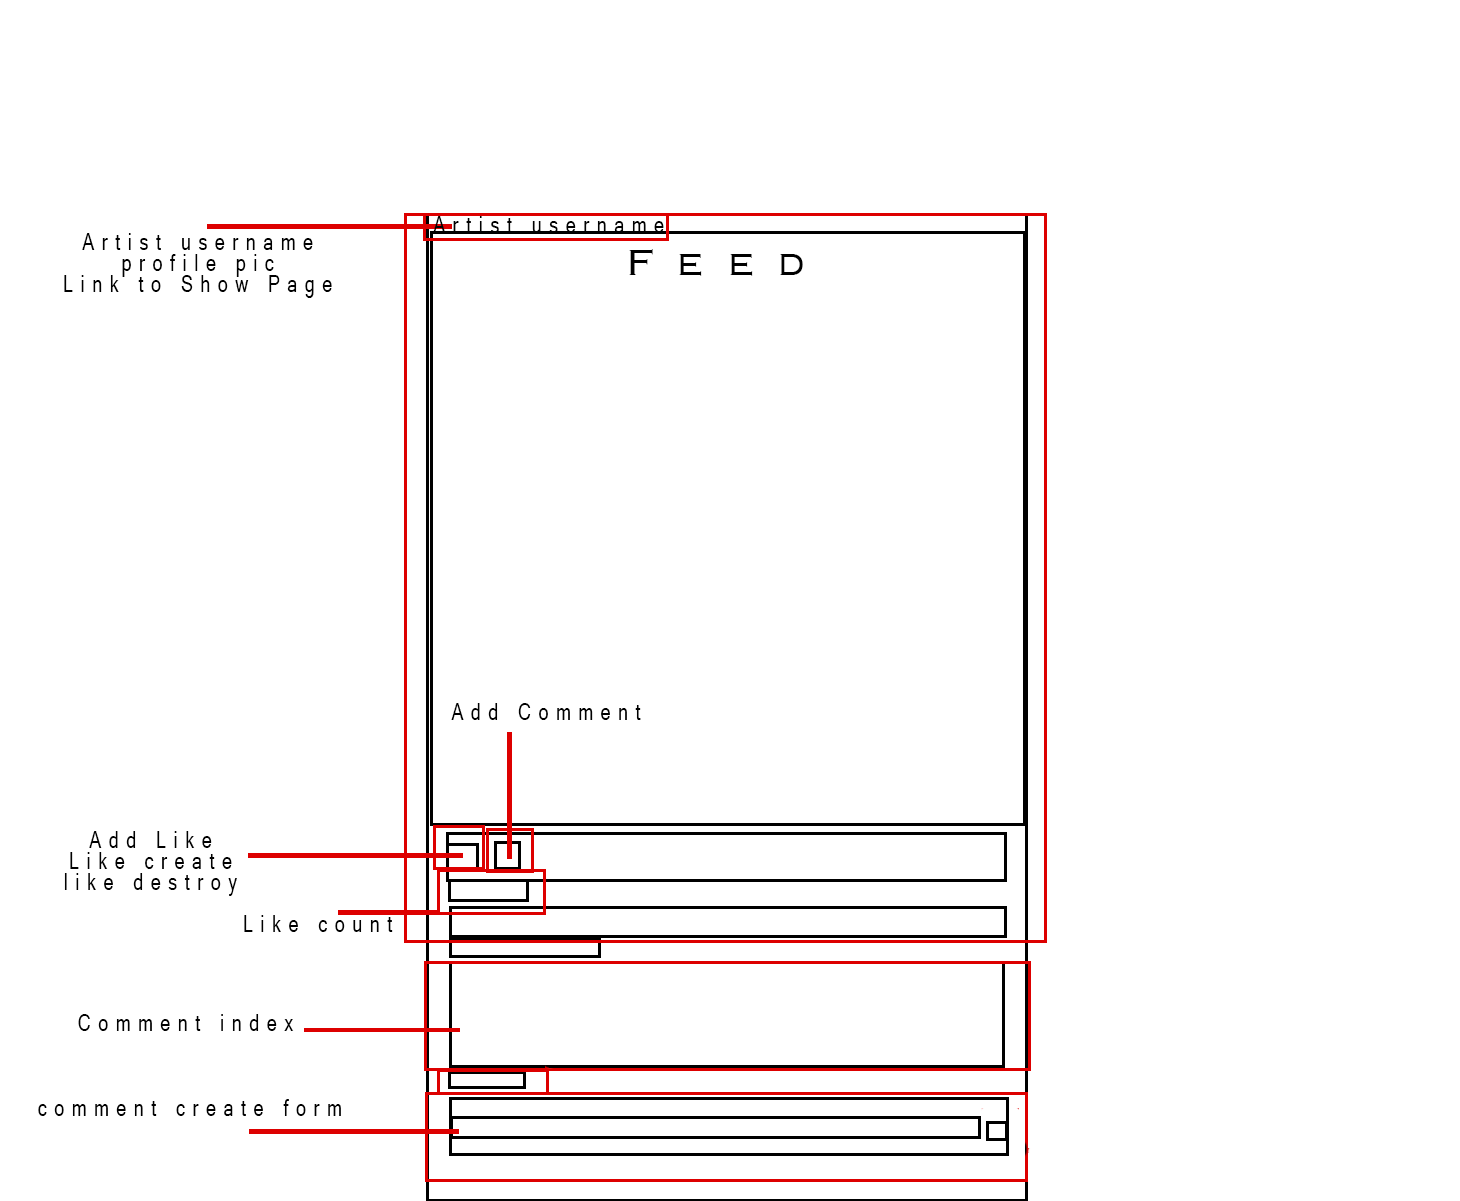 Artist username
Artist username
profile pic
Link to Show Page
Feed
Add Comment
Add Like
Like create
like destroy
Like count
Comment index
comment create form